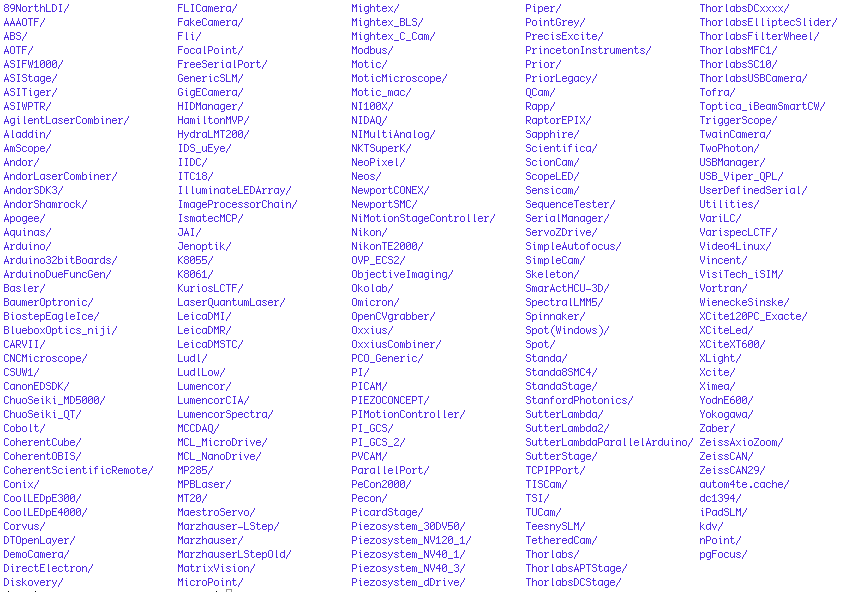 89NorthLDI/ FLICamera/ Mightex/ Piper/ ThorlabsDCxxxx/
AAAOTF/ FakeCamera/ Mightex_BLS/ PointGrey/ ThorlabsElliptecSlider/
ABS/ Fli/ Mightex_C_Cam/ PrecisExcite/ ThorlabsFilterWheel/
AOTF/ FocalPoint/ Modbus/ PrincetonInstruments/ ThorlabsMFC1/
ASIFW1000/ FreeSerialPort/ Motic/ Prior/ ThorlabsSC10/
ASIStage/ GenericSLM/ MoticMicroscope/ PriorLegacy/ ThorlabsUSBCamera/
ASITiger/ GigECamera/ Motic_mac/ QCam/ Tofra/
ASIWPTR/ HIDManager/ NI100X/ Rapp/ Toptica_iBeamSmartCW/
AgilentLaserCombiner/ HamiltonMVP/ NIDAQ/ RaptorEPIX/ TriggerScope/
Aladdin/ HydraLMT200/ NIMultiAnalog/ Sapphire/ TwainCamera/
AmScope/ IDS_uEye/ NKTSuperK/ Scientifica/ TwoPhoton/
Andor/ IIDC/ NeoPixel/ ScionCam/ USBManager/
AndorLaserCombiner/ ITC18/ Neos/ ScopeLED/ USB_Viper_QPL/
AndorSDK3/ IlluminateLEDArray/ NewportCONEX/ Sensicam/ UserDefinedSerial/
AndorShamrock/ ImageProcessorChain/ NewportSMC/ SequenceTester/ Utilities/
Apogee/ IsmatecMCP/ NiMotionStageController/ SerialManager/ VariLC/
Aquinas/ JAI/ Nikon/ ServoZDrive/ VarispecLCTF/
Arduino/ Jenoptik/ NikonTE2000/ SimpleAutofocus/ Video4Linux/
Arduino32bitBoards/ K8055/ OVP_ECS2/ SimpleCam/ Vincent/
ArduinoDueFuncGen/ K8061/ ObjectiveImaging/ Skeleton/ VisiTech_iSIM/
Basler/ KuriosLCTF/ Okolab/ SmarActHCU-3D/ Vortran/
BaumerOptronic/ LaserQuantumLaser/ Omicron/ SpectralLMM5/ WieneckeSinske/
BiostepEagleIce/ LeicaDMI/ OpenCVgrabber/ Spinnaker/ XCite120PC_Exacte/
BlueboxOptics_niji/ LeicaDMR/ Oxxius/ Spot(Windows)/ XCiteLed/
CARVII/ LeicaDMSTC/ OxxiusCombiner/ Spot/ XCiteXT600/
CNCMicroscope/ Ludl/ PCO_Generic/ Standa/ XLight/
CSUW1/ LudlLow/ PI/ Standa8SMC4/ Xcite/
CanonEDSDK/ Lumencor/ PICAM/ StandaStage/ Ximea/
ChuoSeiki_MD5000/ LumencorCIA/ PIEZOCONCEPT/ StanfordPhotonics/ YodnE600/
ChuoSeiki_QT/ LumencorSpectra/ PIMotionController/ SutterLambda/ Yokogawa/
Cobolt/ MCCDAQ/ PI_GCS/ SutterLambda2/ Zaber/
CoherentCube/ MCL_MicroDrive/ PI_GCS_2/ SutterLambdaParallelArduino/ ZeissAxioZoom/
CoherentOBIS/ MCL_NanoDrive/ PVCAM/ SutterStage/ ZeissCAN/
CoherentScientificRemote/ MP285/ ParallelPort/ TCPIPPort/ ZeissCAN29/
Conix/ MPBLaser/ PeCon2000/ TISCam/ autom4te.cache/
CoolLEDpE300/ MT20/ Pecon/ TSI/ dc1394/
CoolLEDpE4000/ MaestroServo/ PicardStage/ TUCam/ iPadSLM/
Corvus/ Marzhauser-LStep/ Piezosystem_30DV50/ TeesnySLM/ kdv/
DTOpenLayer/ Marzhauser/ Piezosystem_NV120_1/ TetheredCam/ nPoint/
DemoCamera/ MarzhauserLStepOld/ Piezosystem_NV40_1/ Thorlabs/ pgFocus/
DirectElectron/ MatrixVision/ Piezosystem_NV40_3/ ThorlabsAPTStage/
Diskovery/ MicroPoint/ Piezosystem_dDrive/ ThorlabsDCStage/